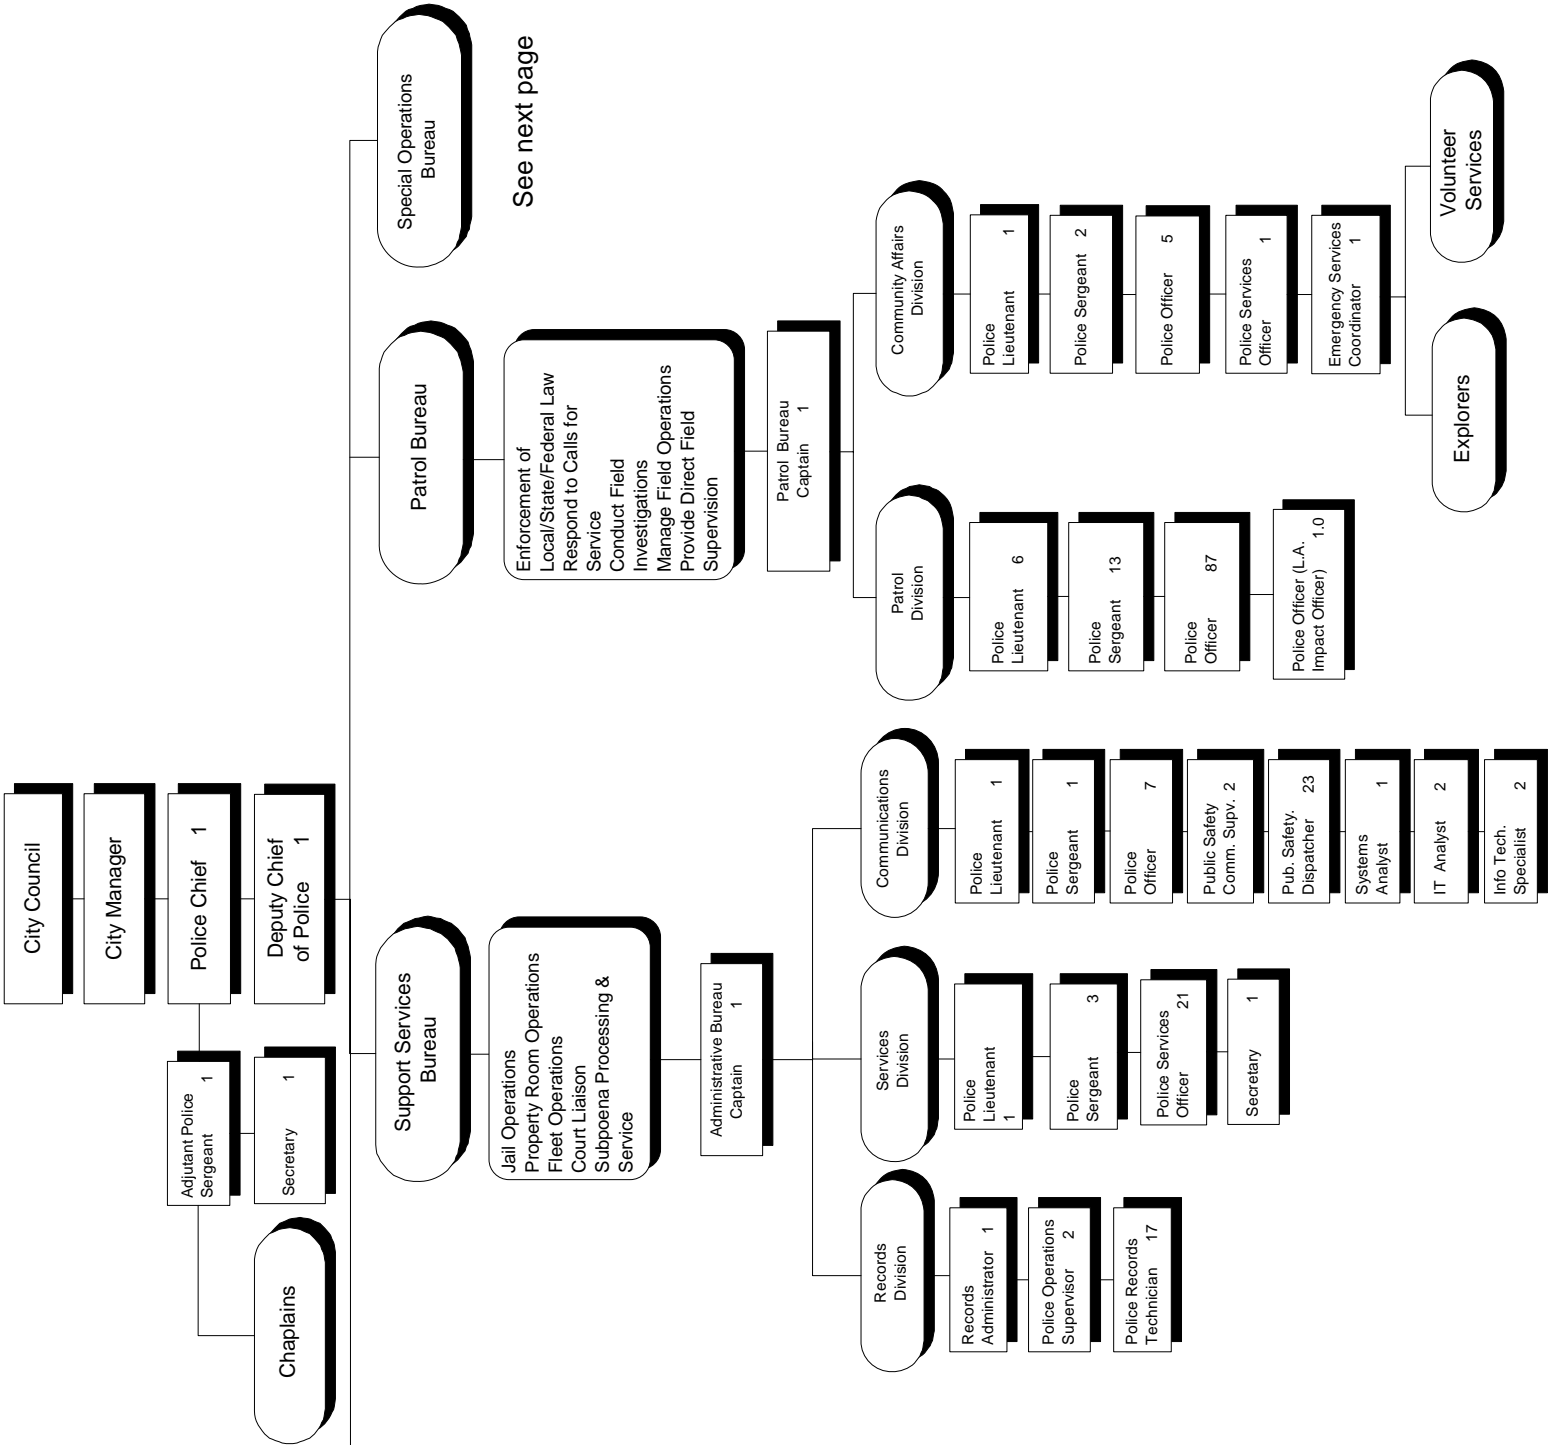 City Council
City Manager
Police Chief 1
Deputy Chief
of Police 1
Adjutant Police
Sergeant 1
Secretary 1
Chaplains
Support Services
Bureau
Jail Operations
Property Room Operations
Fleet Operations
Court Liaison
Subpoena Processing &
Service
Administrative Bureau
Captain 1
Records
Division
Records
Administrator 1
Police Operations
Supervisor 2
Police Records
Technician 17
Services
Division
Police
Lieutenant
1
Police
Sergeant 3
Police Services
Officer 21
Secretary 1
Communications
Division
Police
Lieutenant 1
Police
Sergeant 1
Police
Officer 7
Public Safety
Comm. Supv. 2
Pub. Safety.
Dispatcher 23
Systems
Analyst 1
IT Analyst 2
Info Tech.
Specialist 2
Patrol Bureau
Enforcement of
Local/State/Federal Law
Respond to Calls for
Service
Conduct Field
Investigations
Manage Field Operations
Provide Direct Field
Supervision
Patrol Bureau
Captain 1
Patrol
Division
Police
Lieutenant 6
Police
Sergeant 13
Police
Officer 87
Police Officer (L.A.
Impact Officer) 1.0
Community Affairs
Division
Police
Lieutenant 1
Police Sergeant 2
Police Officer 5
Police Services
Officer 1
Emergency Services
Coordinator 1
Explorers
Volunteer
Services
Special Operations
Bureau
See next page